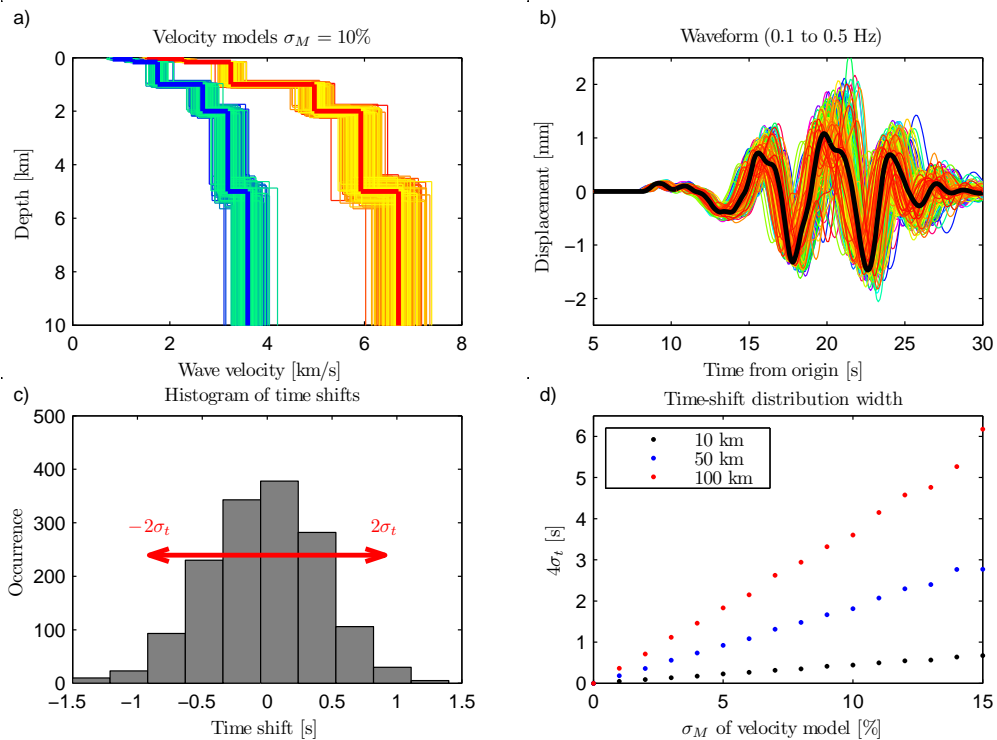 a)
Velocity models σ_M = 10%
0
2
4
6
8
10
Depth [km]
0
2
4
6
8
Wave velocity [km/s]
b)
Waveform (0.1 to 0.5 Hz)
2
1
0
-1
-2
Displacement [mm]
5
10
15
20
25
30
Time from origin [s]
c)
Histogram of time shifts
500
400
300
200
100
0
Occurrence
−2σ_t
2σ_t
-1.5
-1
-0.5
0
0.5
1
1.5
Time shift [s]
d)
Time-shift distribution width
10 km
50 km
100 km
6
5
4
3
2
1
0
4σ_t [s]
0
5
10
15
σ_M of velocity model [%]